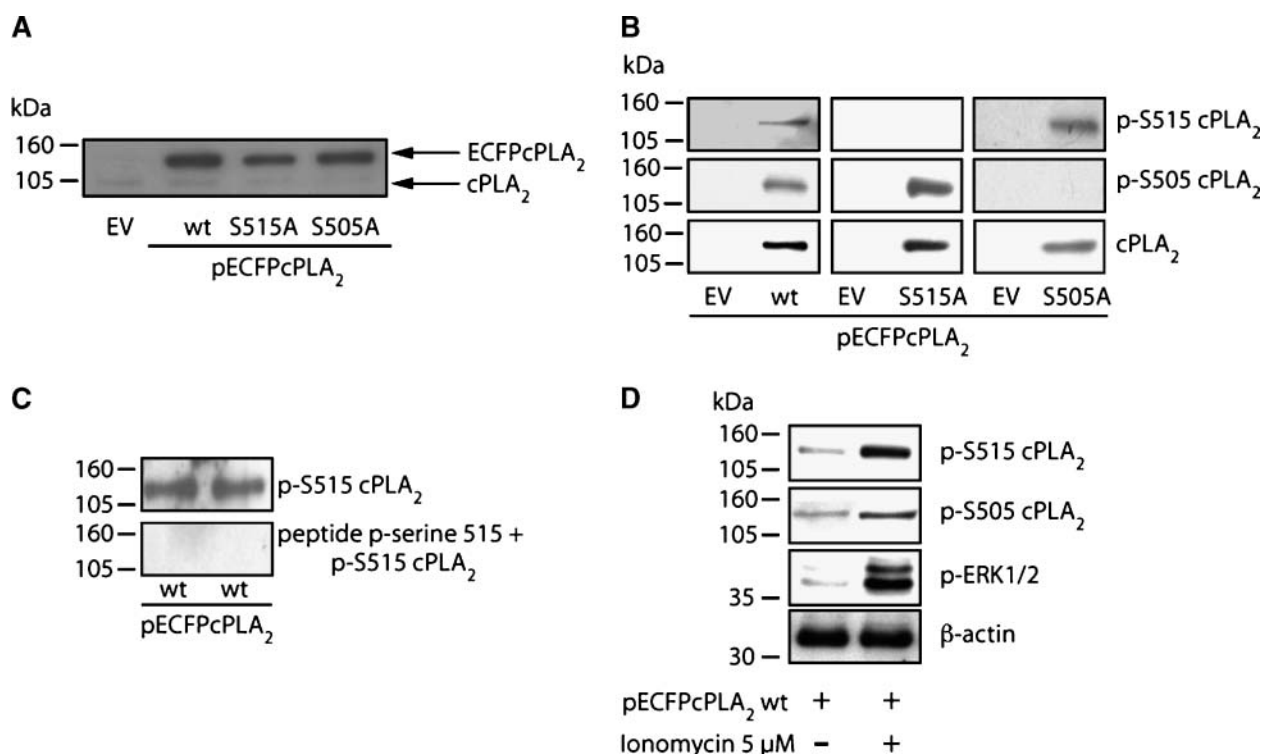 A
kDa
160
105
ECFPcPLA2
cPLA2
EV wt S515A S505A
pECFPcPLA2
B
kDa
160
105
p-S515 cPLA2
160
105
p-S505 cPLA2
160
105
cPLA2
EV wt EV S515A EV S505A
pECFPcPLA2
C
160
105
p-S515 cPLA2
160
105
peptide p-serine 515 +
p-S515 cPLA2
wt wt
pECFPcPLA2
D
kDa
160
105
p-S515 cPLA2
160
105
p-S505 cPLA2
35
p-ERK1/2
30
β-actin
pECFPcPLA2 wt + +
Ionomycin 5 μM − +